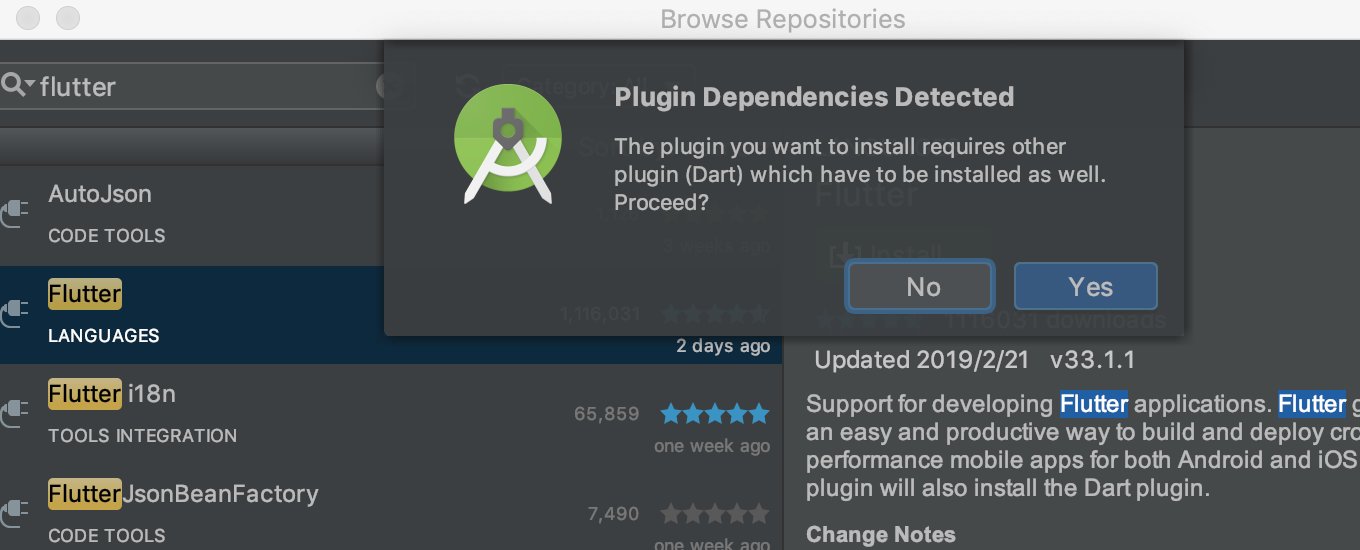 Browse Repositories
flutter
Category: All
Plugin Dependencies Detected
The plugin you want to install requires other
plugin (Dart) which have to be installed as well.
Proceed?
No
Yes
AutoJson
CODE TOOLS
2 weeks ago
Flutter
Install
Flutter
LANGUAGES
1,116,031
2 days ago
1116031 downloads
Updated 2019/2/21 v33.1.1
Flutter i18n
TOOLS INTEGRATION
65,859
one week ago
Support for developing Flutter applications. Flutter g
an easy and productive way to build and deploy cro
performance mobile apps for both Android and iOS
plugin will also install the Dart plugin.
FlutterJsonBeanFactory
CODE TOOLS
7,490
one week ago
Change Notes